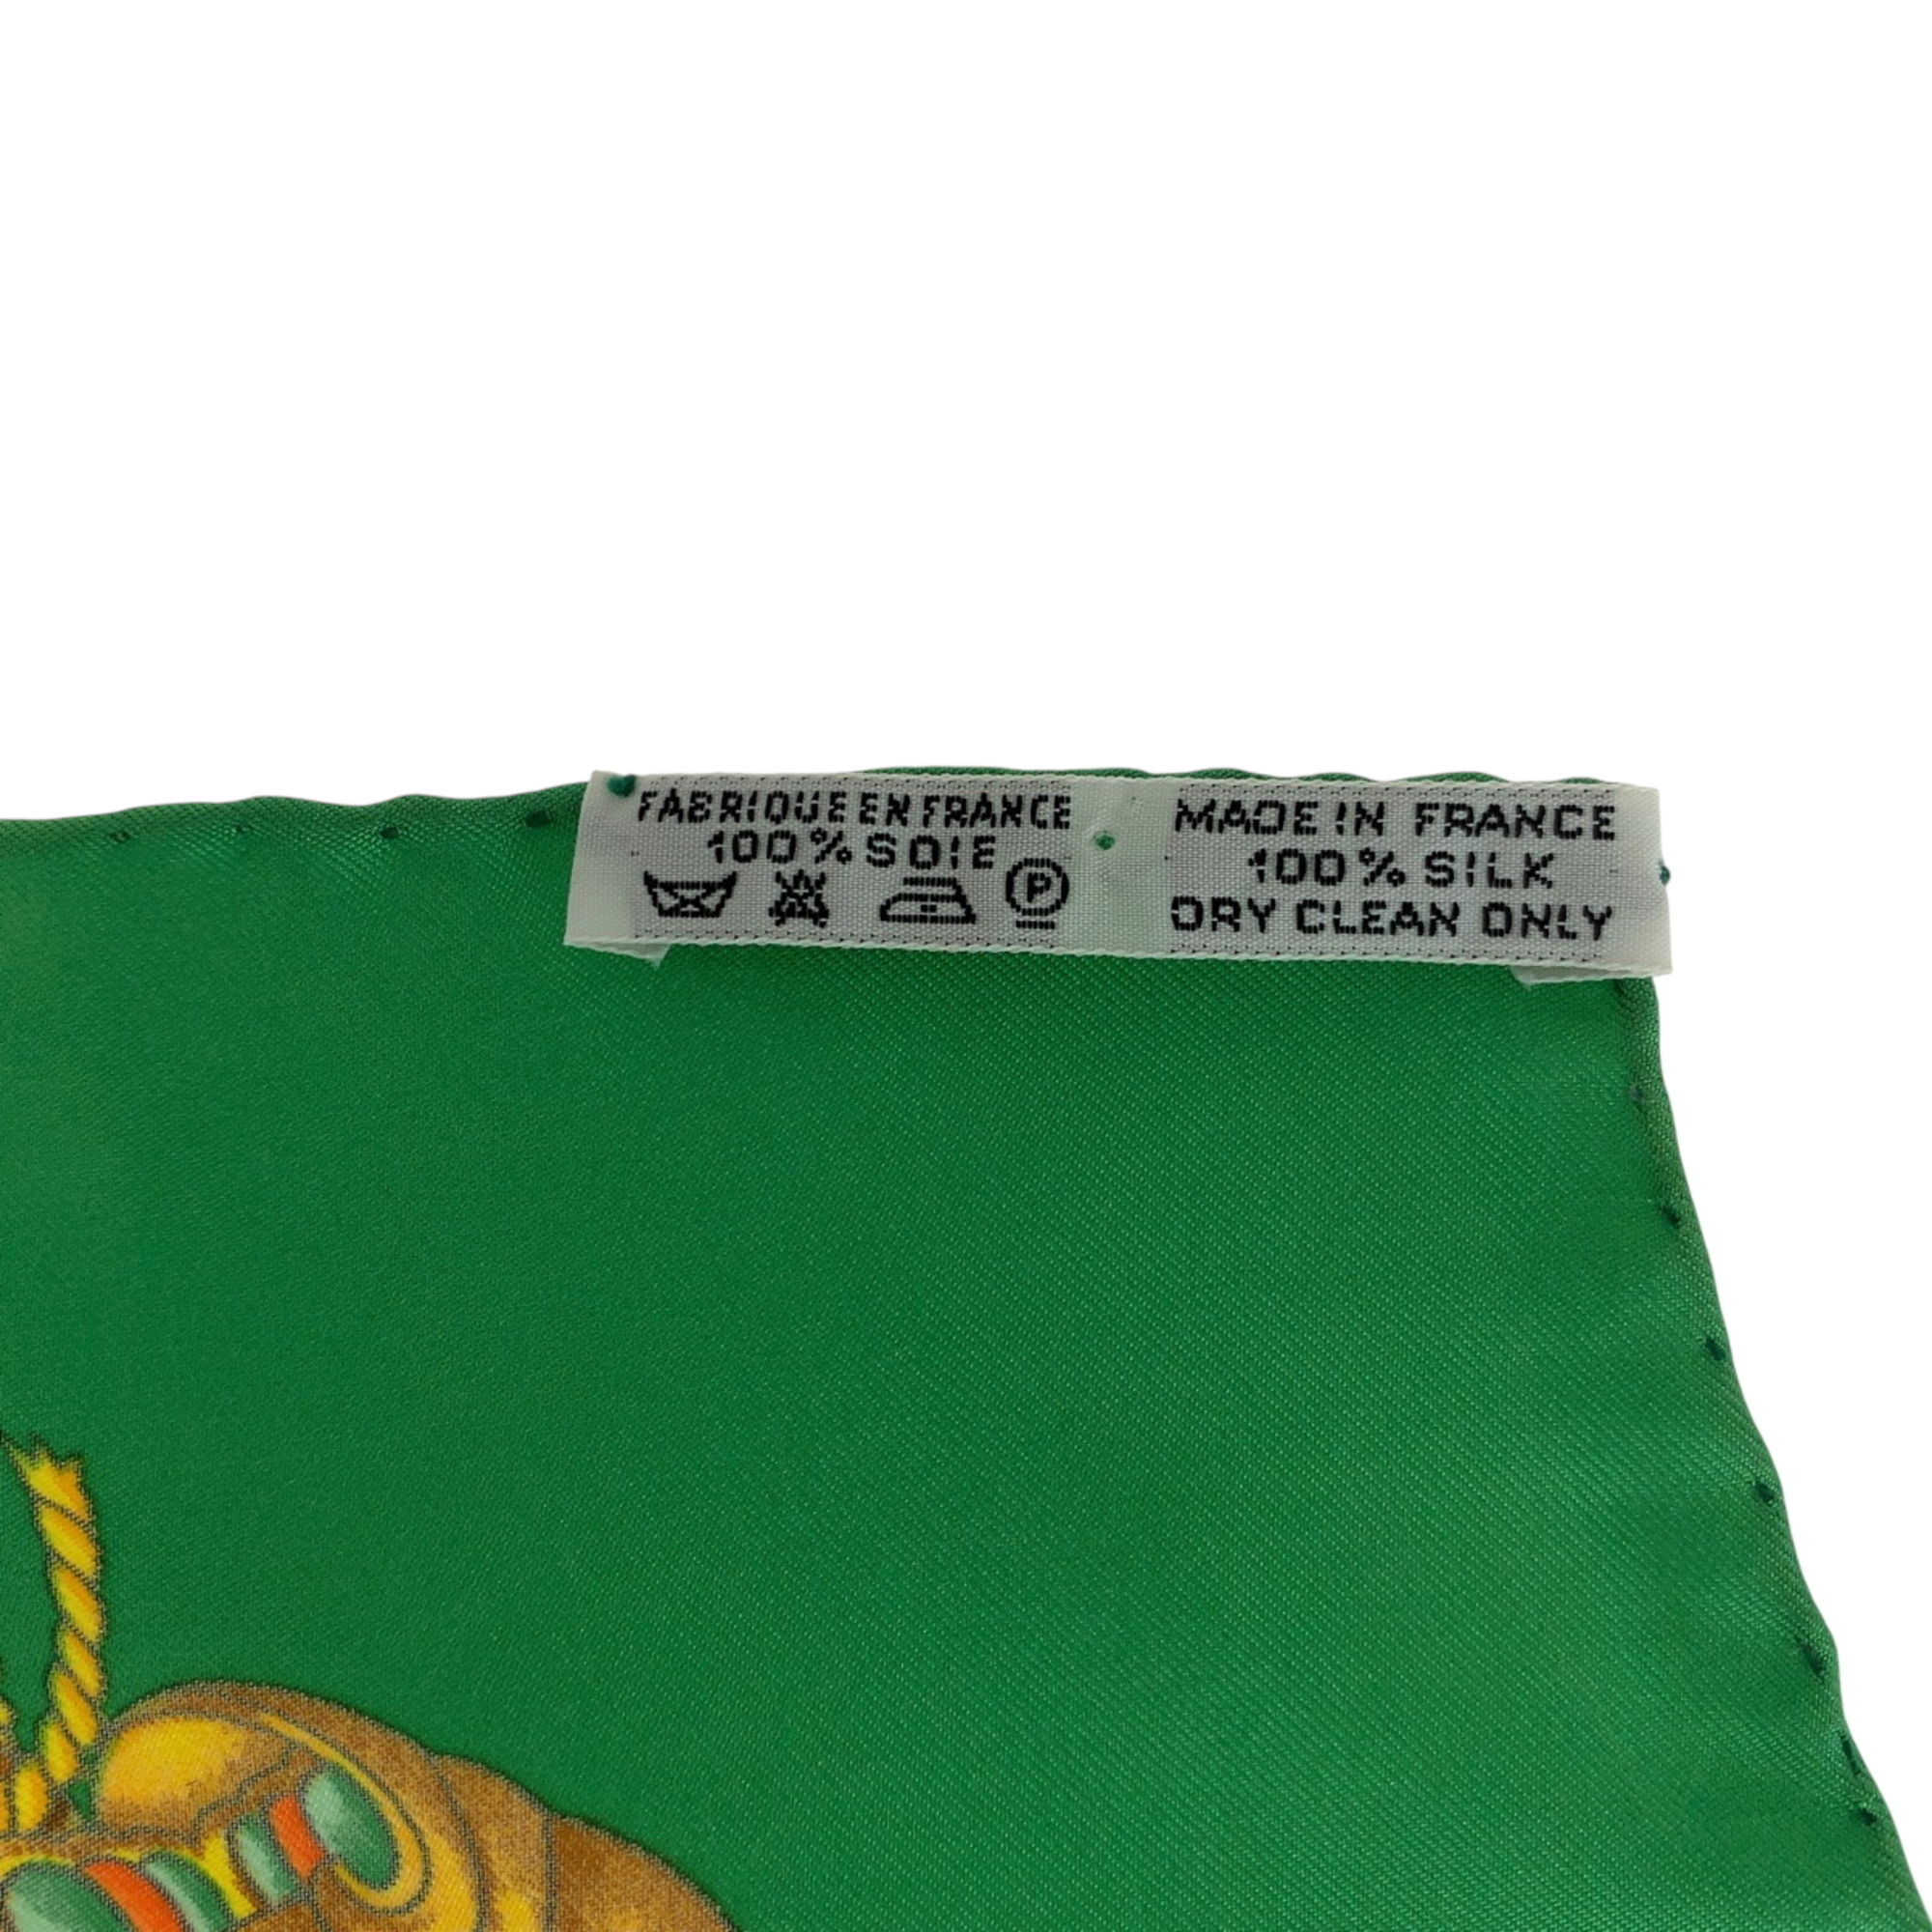 FABRIQUE EN FRANCE
100% SOIE
P
MADE IN FRANCE
100% SILK
DRY CLEAN ONLY